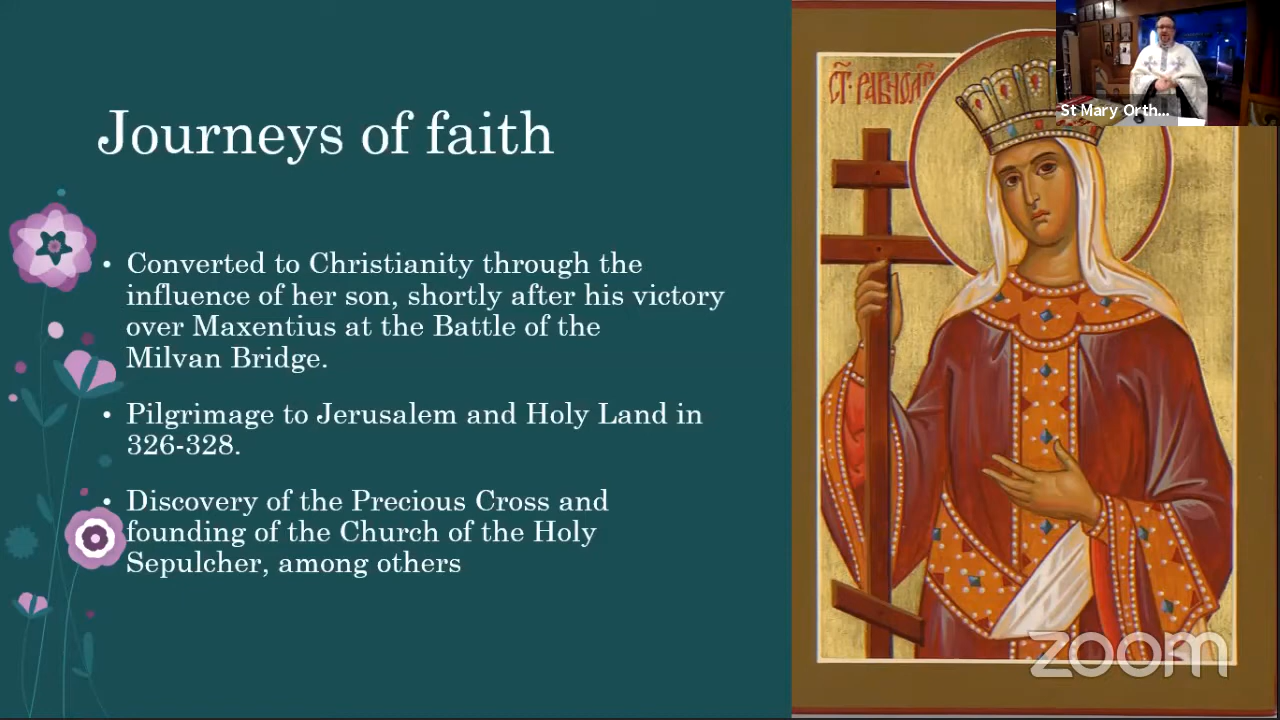 Journeys of faith
• Converted to Christianity through the
influence of her son, shortly after his victory
over Maxentius at the Battle of the
Milvan Bridge.
• Pilgrimage to Jerusalem and Holy Land in
326-328.
• Discovery of the Precious Cross and
founding of the Church of the Holy
Sepulcher, among others
St Mary Orth...
zoom